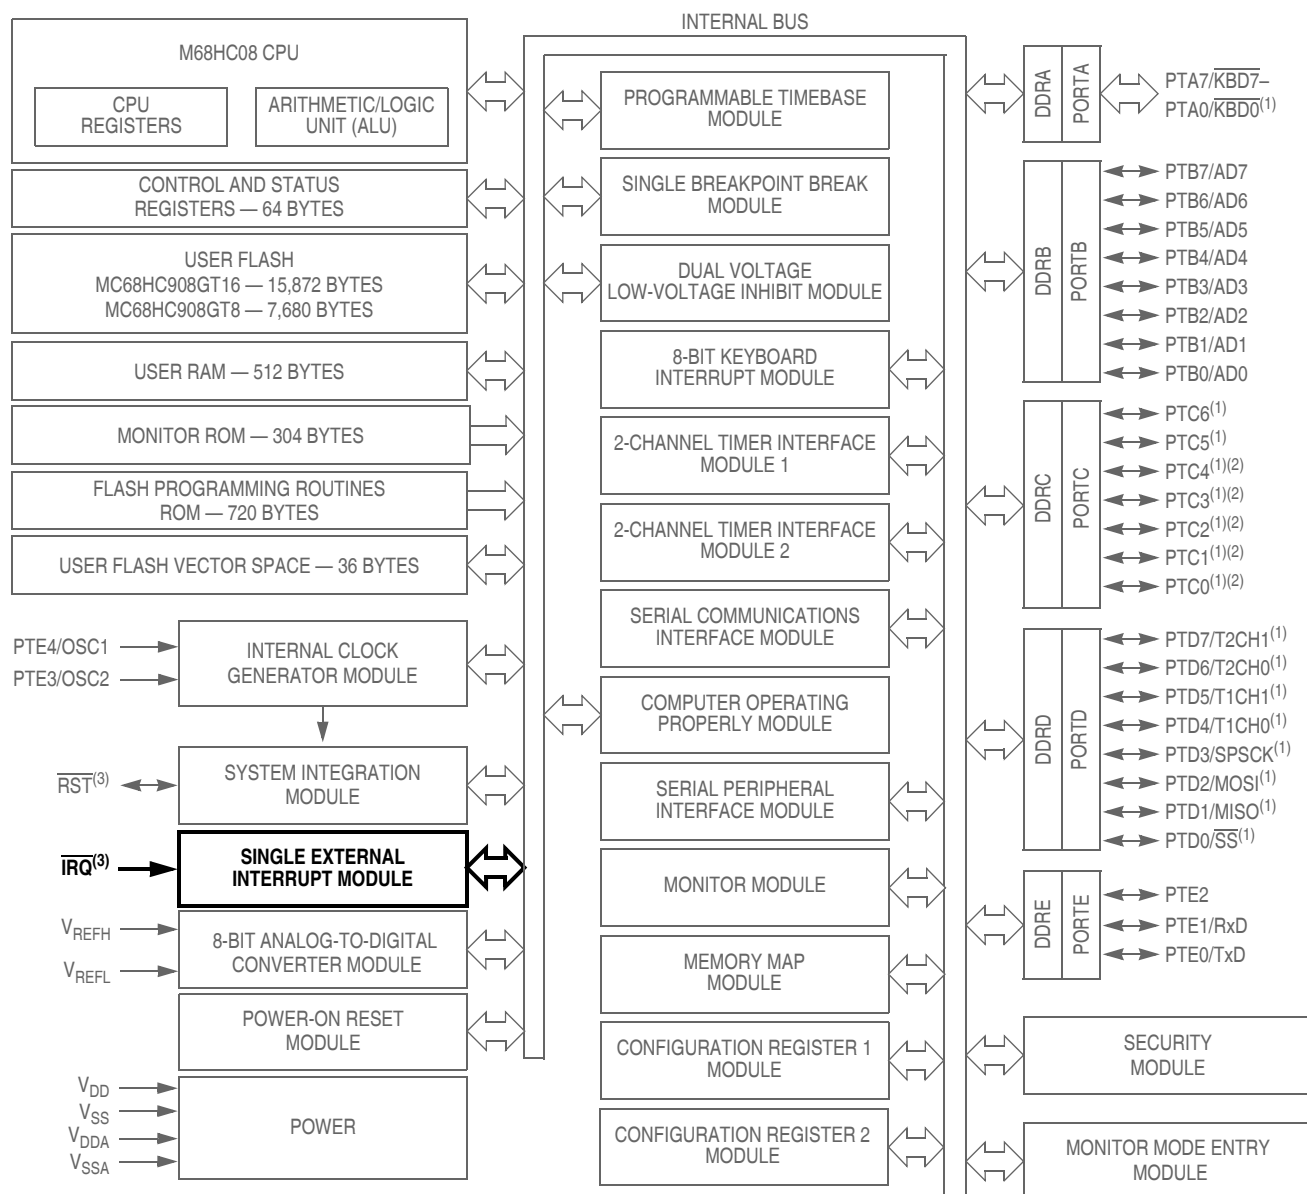 INTERNAL BUS
M68HC08 CPU
CPU
REGISTERS
ARITHMETIC/LOGIC
UNIT (ALU)
CONTROL AND STATUS
REGISTERS — 64 BYTES
USER FLASH
MC68HC908GT16 — 15,872 BYTES
MC68HC908GT8 — 7,680 BYTES
USER RAM — 512 BYTES
MONITOR ROM — 304 BYTES
FLASH PROGRAMMING ROUTINES
ROM — 720 BYTES
USER FLASH VECTOR SPACE — 36 BYTES
PTE4/OSC1
PTE3/OSC2
INTERNAL CLOCK
GENERATOR MODULE
RST(3)
SYSTEM INTEGRATION
MODULE
IRQ(3)
SINGLE EXTERNAL
INTERRUPT MODULE
VREFH
VREFL
8-BIT ANALOG-TO-DIGITAL
CONVERTER MODULE
POWER-ON RESET
MODULE
VDD
VSS
VDDA
VSSA
POWER
PROGRAMMABLE TIMEBASE
MODULE
SINGLE BREAKPOINT BREAK
MODULE
DUAL VOLTAGE
LOW-VOLTAGE INHIBIT MODULE
8-BIT KEYBOARD
INTERRUPT MODULE
2-CHANNEL TIMER INTERFACE
MODULE 1
2-CHANNEL TIMER INTERFACE
MODULE 2
SERIAL COMMUNICATIONS
INTERFACE MODULE
COMPUTER OPERATING
PROPERLY MODULE
SERIAL PERIPHERAL
INTERFACE MODULE
MONITOR MODULE
MEMORY MAP
MODULE
CONFIGURATION REGISTER 1
MODULE
CONFIGURATION REGISTER 2
MODULE
DDRA
PORTA
PTA7/KBD7–
PTA0/KBD0(1)
DDRB
PORTB
PTB7/AD7
PTB6/AD6
PTB5/AD5
PTB4/AD4
PTB3/AD3
PTB2/AD2
PTB1/AD1
PTB0/AD0
DDRC
PORTC
PTC6(1)
PTC5(1)
PTC4(1)(2)
PTC3(1)(2)
PTC2(1)(2)
PTC1(1)(2)
PTC0(1)(2)
DDRD
PORTD
PTD7/T2CH1(1)
PTD6/T2CH0(1)
PTD5/T1CH1(1)
PTD4/T1CH0(1)
PTD3/SPSCK(1)
PTD2/MOSI(1)
PTD1/MISO(1)
PTD0/SS(1)
DDRE
PORTE
PTE2
PTE1/RxD
PTE0/TxD
SECURITY
MODULE
MONITOR MODE ENTRY
MODULE